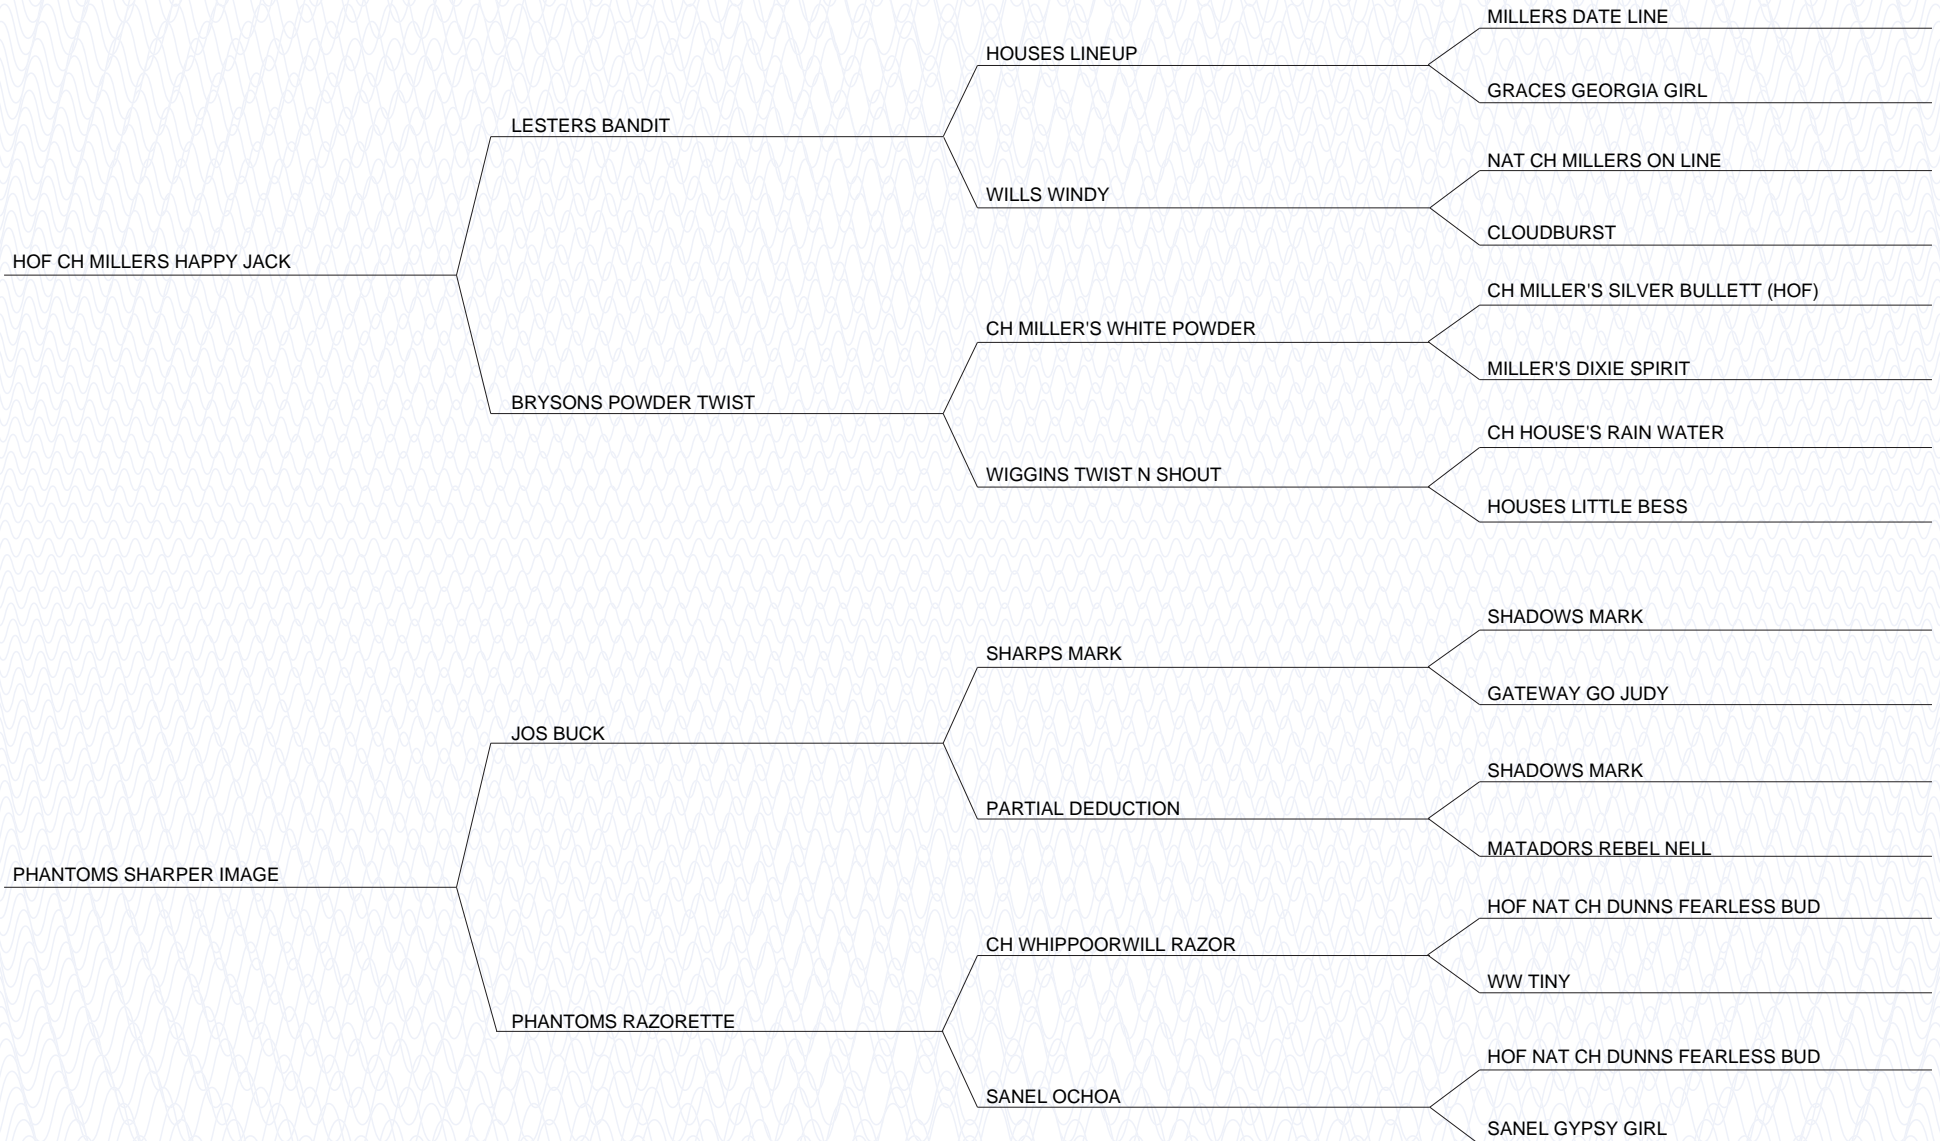 MILLERS DATE LINE
HOUSES LINEUP
GRACES GEORGIA GIRL
LESTERS BANDIT
NAT CH MILLERS ON LINE
WILLS WINDY
CLOUDBURST
HOF CH MILLERS HAPPY JACK
CH MILLER'S SILVER BULLETT (HOF)
CH MILLER'S WHITE POWDER
MILLER'S DIXIE SPIRIT
BRYSONS POWDER TWIST
CH HOUSE'S RAIN WATER
WIGGINS TWIST N SHOUT
HOUSES LITTLE BESS
SHADOWS MARK
SHARPS MARK
GATEWAY GO JUDY
JOS BUCK
SHADOWS MARK
PARTIAL DEDUCTION
MATADORS REBEL NELL
PHANTOMS SHARPER IMAGE
HOF NAT CH DUNNS FEARLESS BUD
CH WHIPPOORWILL RAZOR
WW TINY
PHANTOMS RAZORETTE
HOF NAT CH DUNNS FEARLESS BUD
SANEL OCHOA
SANEL GYPSY GIRL